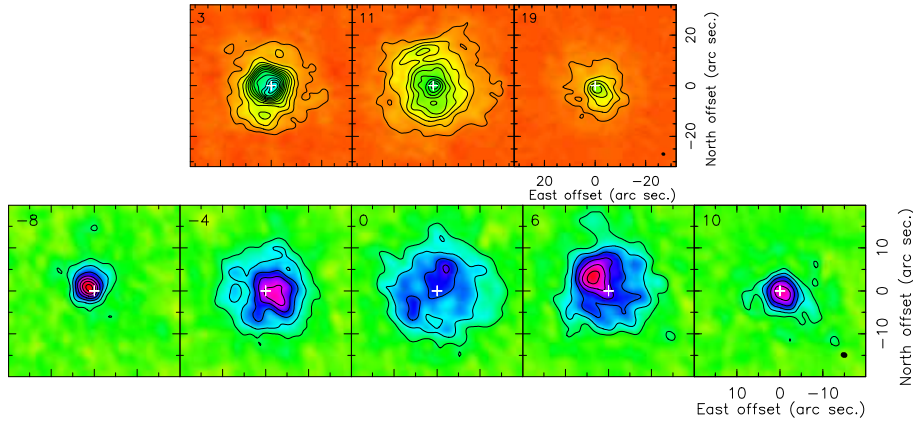 3 11 19
20
0
−20
North offset (arc sec.)
20 0 −20
East offset (arc sec.)
−8 −4 0 6 10
10
0
−10
North offset (arc sec.)
10 0 −10
East offset (arc sec.)